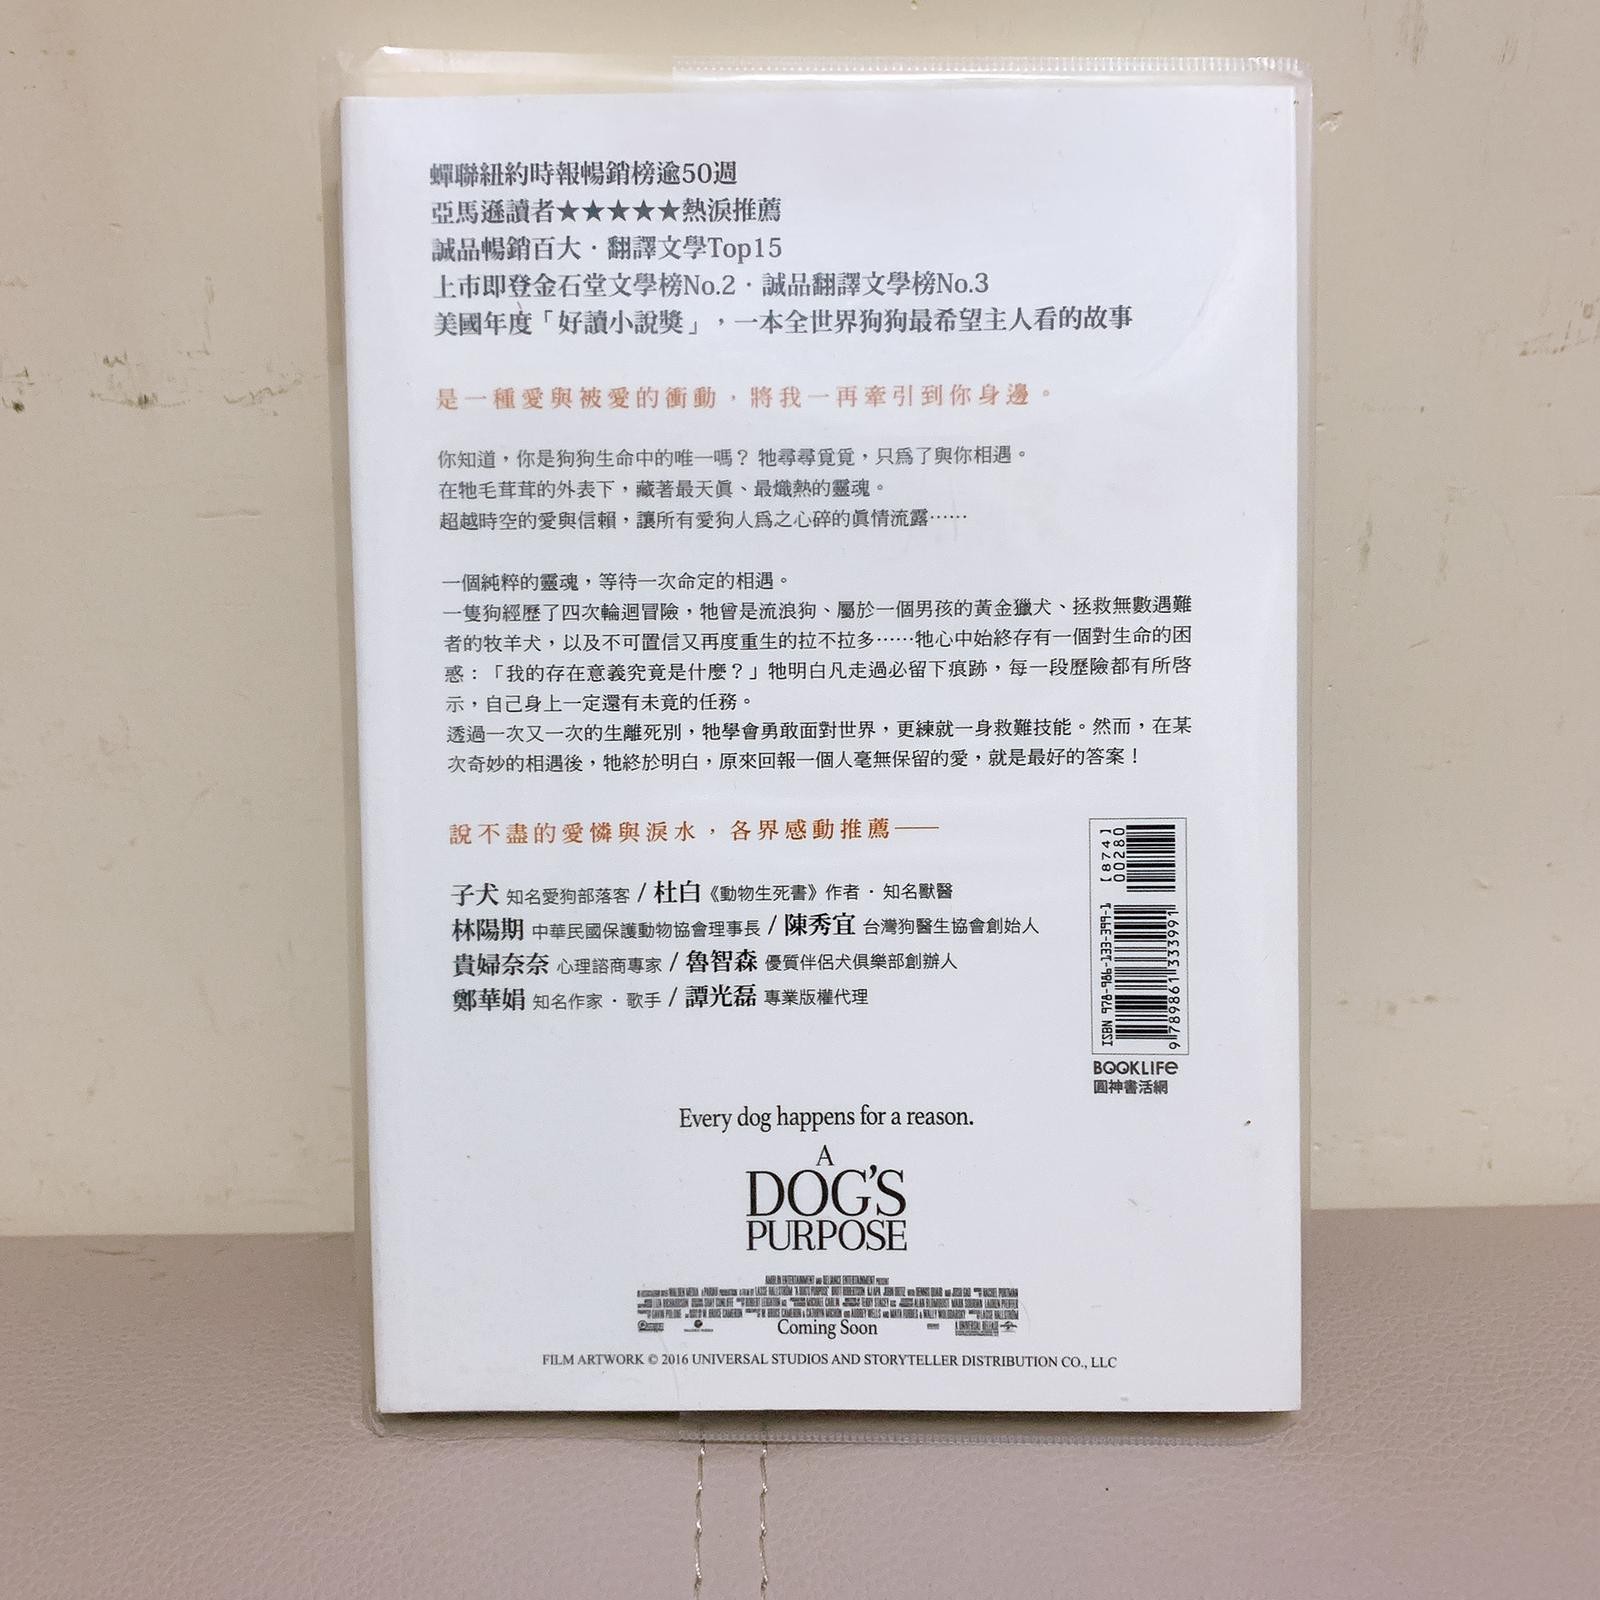 蟬聯紐約時報暢銷榜逾50週
亞馬遜讀者★★★★★熱淚推薦
誠品暢銷百大·翻譯文學Top15
上市即登金石堂文學榜No.2·誠品翻譯文學榜No.3
美國年度「好讀小說獎」，一本全世界狗狗最希望主人看的故事
是一種愛與被愛的衝動，將我一再牽引到你身邊。
你知道，你是狗狗生命中的唯一嗎？牠尋尋覓覓，只為了與你相遇。
在牠毛茸茸的外表下，藏著最天真、最熾熱的靈魂。
超越時空的愛與信賴，讓所有愛狗人為之心碎的真情流露……
一個純粹的靈魂，等待一次命定的相遇。
一隻狗經歷了四次輪迴冒險，牠曾是流浪狗、屬於一個男孩的黃金獵犬、拯救無數遇難
者的牧羊犬，以及不可置信又再度重生的拉不拉多……牠心中始終存有一個對生命的困
惑：「我的存在意義究竟是什麼？」牠明白凡走過必留下痕跡，每一段歷險都有所啓
示，自己身上一定還有未竟的任務。
透過一次又一次的生離死別，牠學會勇敢面對世界，更練就一身救難技能。然而，在某
次奇妙的相遇後，牠終於明白，原來回報一個人毫無保留的愛，就是最好的答案！
說不盡的愛憐與淚水，各界感動推薦——
子犬 知名愛狗部落客 / 杜白《動物生死書》作者·知名獸醫
林陽期 中華民國保護動物協會理事長 / 陳秀宜 台灣狗醫生協會創始人
貴婦奈奈 心理諮商專家 / 魯智森 優質伴侶犬俱樂部創辦人
鄭華娟 知名作家·歌手 / 譚光磊 專業版權代理
[874]
00280
ISBN 978-986-133-399-1
9789861333991
BOOKLIFE
圓神書活網
Every dog happens for a reason.
A
DOG'S
PURPOSE
AMBLIN ENTERTAINMENT AND RELIANCE ENTERTAINMENT PRESENT
Coming Soon
FILM ARTWORK © 2016 UNIVERSAL STUDIOS AND STORYTELLER DISTRIBUTION CO., LLC